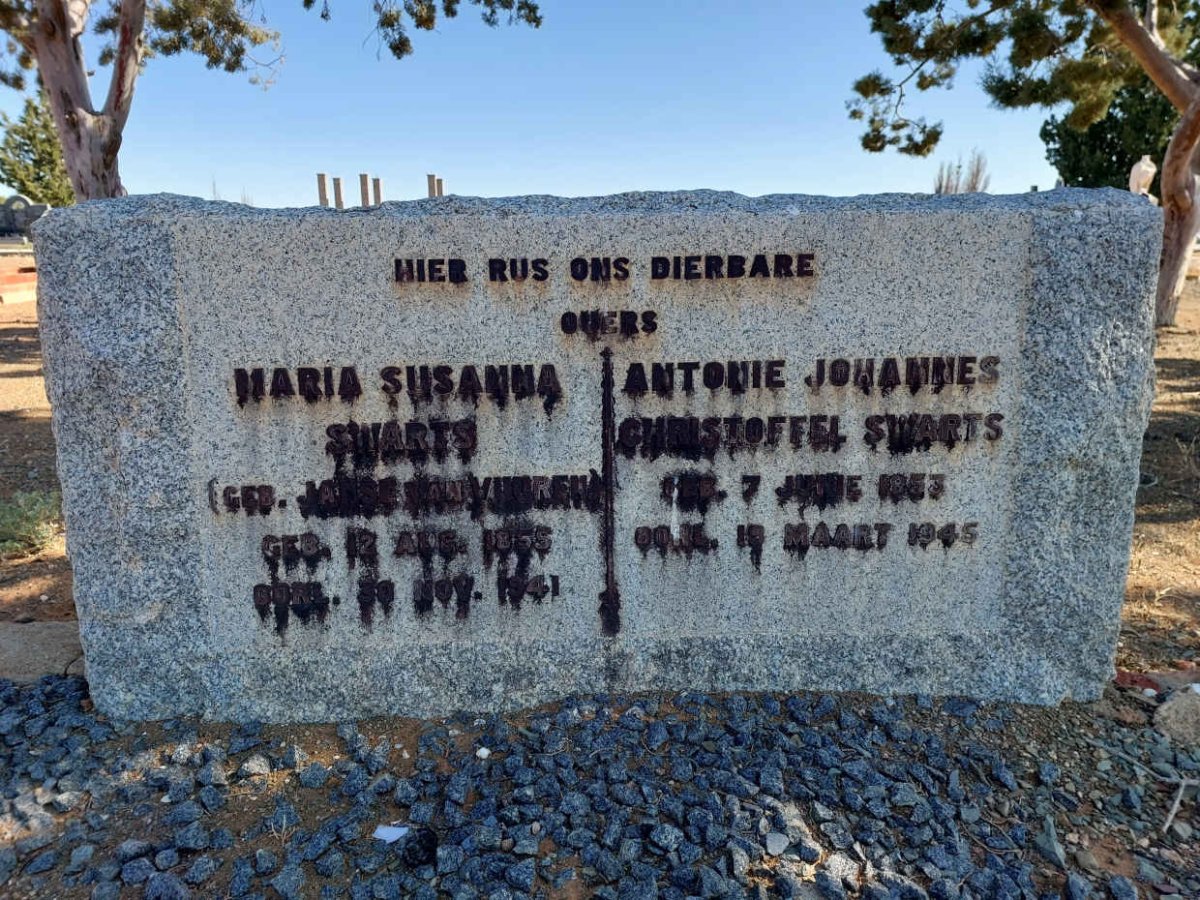 HIER RUS ONS DIERBARE
OUERS
MARIA SUSANNA
SWARTS
(GEB. JANSE VAN VUUREN)
GEB. 12 AUG. 1855
OORL. 30 NOV. 1941
ANTONIE JOHANNES
CHRISTOFFEL SWARTS
GEB. 7 JUNIE 1853
OORL. 19 MAART 1945